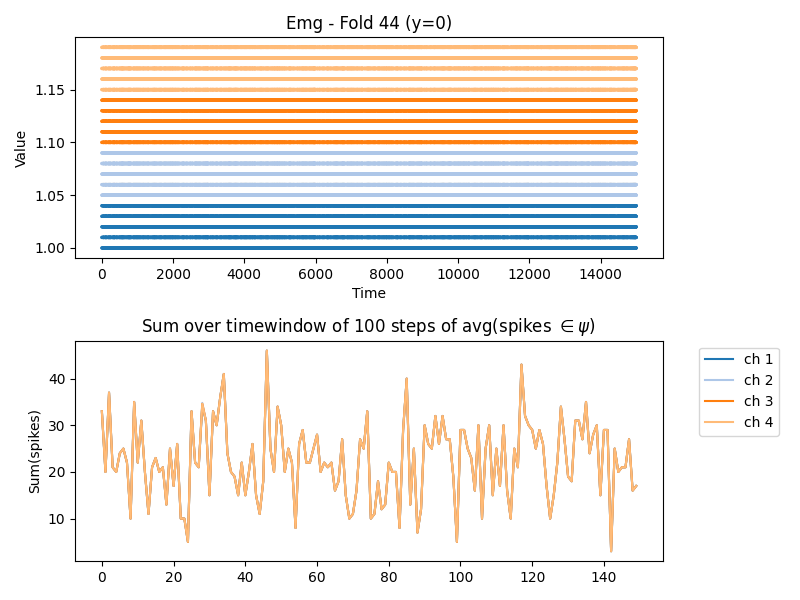 Emg - Fold 44 (y=0)
Value
1.15
1.10
1.05
1.00
0 2000 4000 6000 8000 10000 12000 14000
Time
Sum over timewindow of 100 steps of avg(spikes ∈ψ)
Sum(spikes)
40
30
20
10
0 20 40 60 80 100 120 140
ch 1
ch 2
ch 3
ch 4